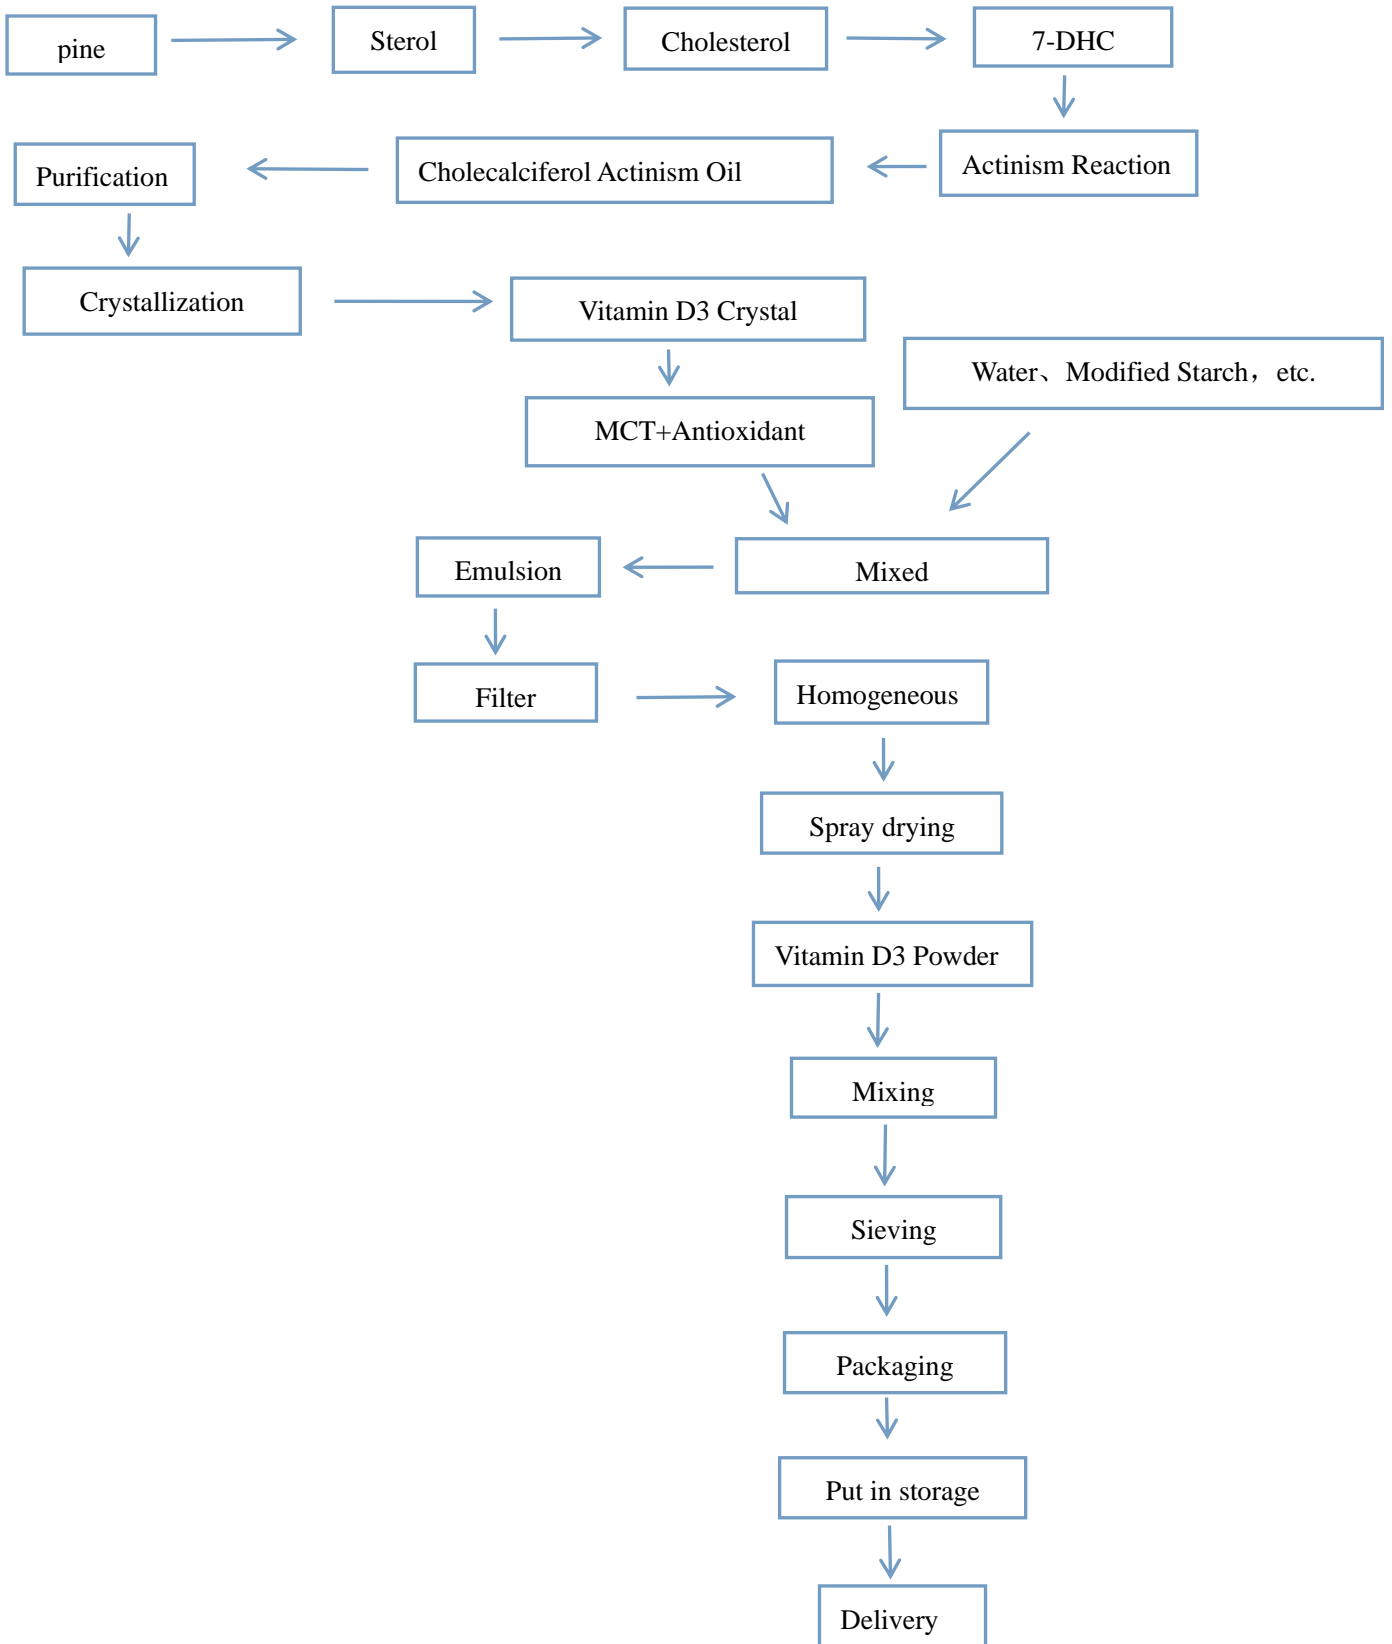 pine
Sterol
Cholesterol
7-DHC
Actinism Reaction
Cholecalciferol Actinism Oil
Purification
Crystallization
Vitamin D3 Crystal
Water、Modified Starch，etc.
MCT+Antioxidant
Mixed
Emulsion
Filter
Homogeneous
Spray drying
Vitamin D3 Powder
Mixing
Sieving
Packaging
Put in storage
Delivery